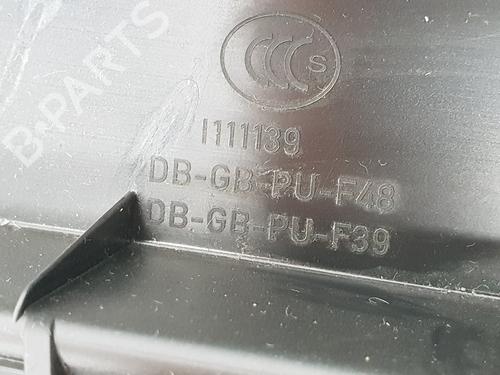 B-PARTS
CCC S
I111139
DB-GB-PU-F48
DB-GB-PU-F39